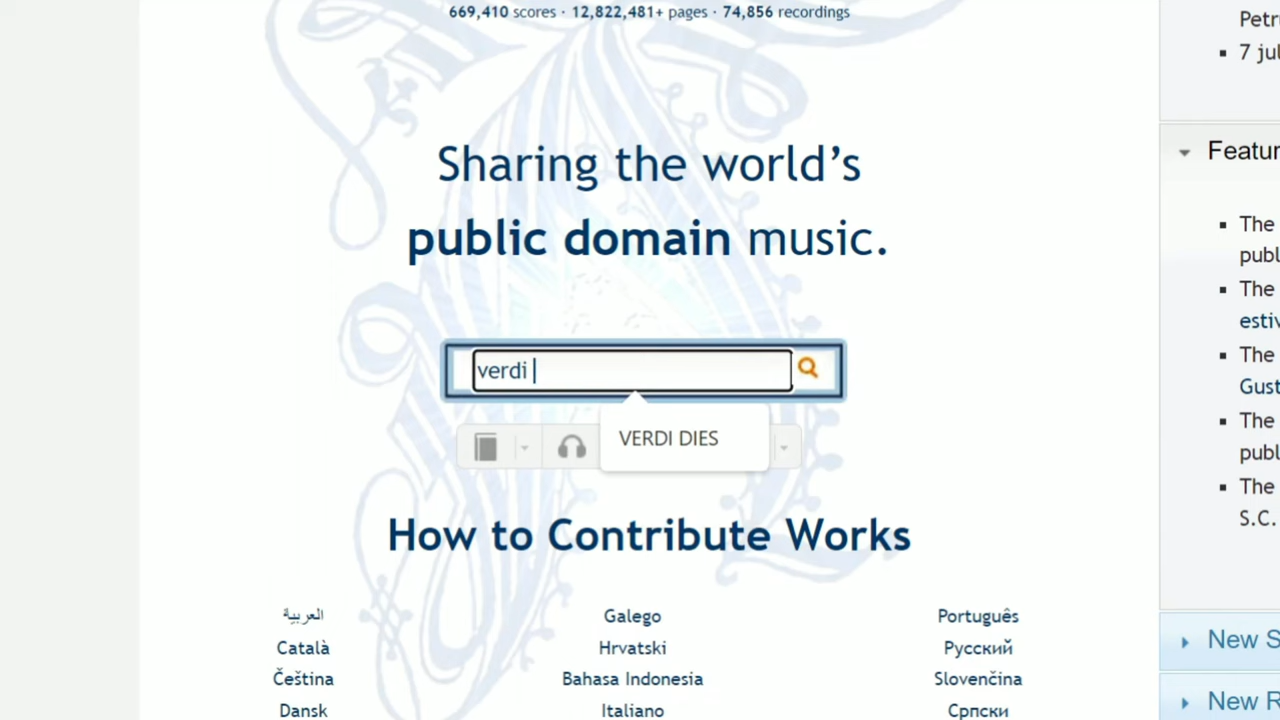 669,410 scores · 12,822,481+ pages · 74,856 recordings
Sharing the world’s
public domain music.
verdi
VERDI DIES
How to Contribute Works
العربية
Galego
Português
Català
Hrvatski
Русский
Čeština
Bahasa Indonesia
Slovenčina
Dansk
Italiano
Српски
Petr
7 jul
Featur
The
publ
The
estiv
The
Gust
The
publ
The
S.C.
New S
New R